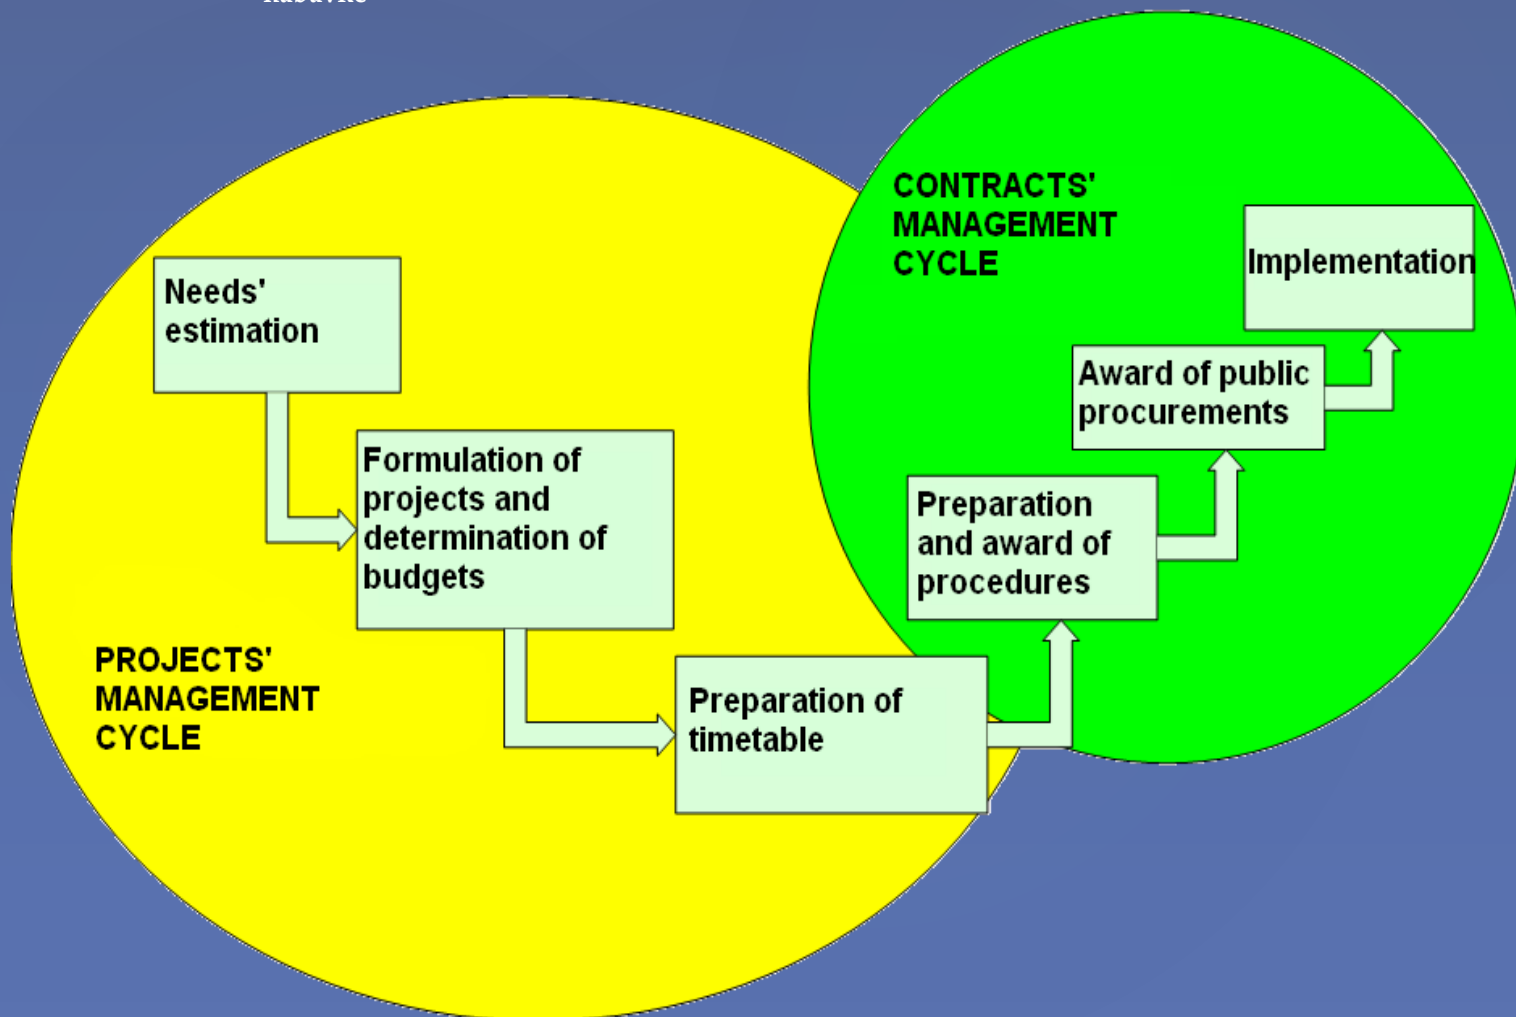 CONTRACTS'
MANAGEMENT
CYCLE
Implementation
Needs'
estimation
Award of public
procurements
Formulation of
projects and
determination of
budgets
Preparation
and award of
procedures
PROJECTS'
MANAGEMENT
CYCLE
Preparation of
timetable